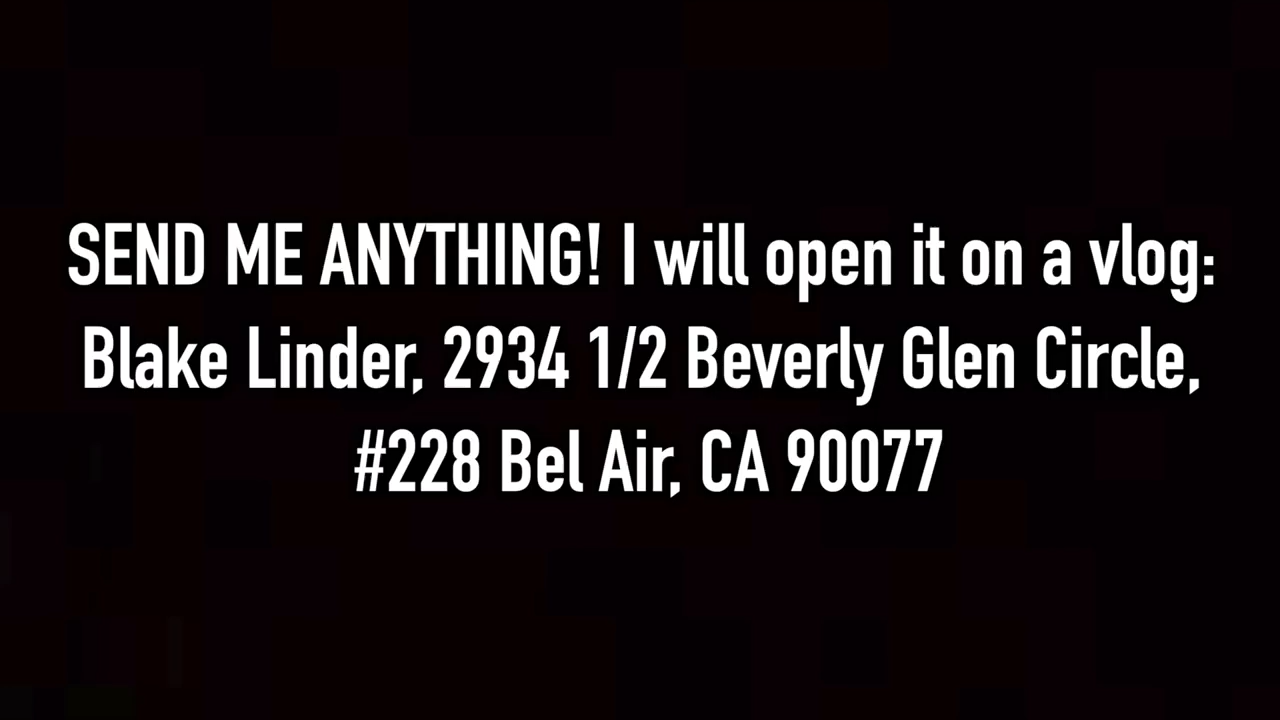 SEND ME ANYTHING! I will open it on a vlog:
Blake Linder, 2934 1/2 Beverly Glen Circle,
#228 Bel Air, CA 90077